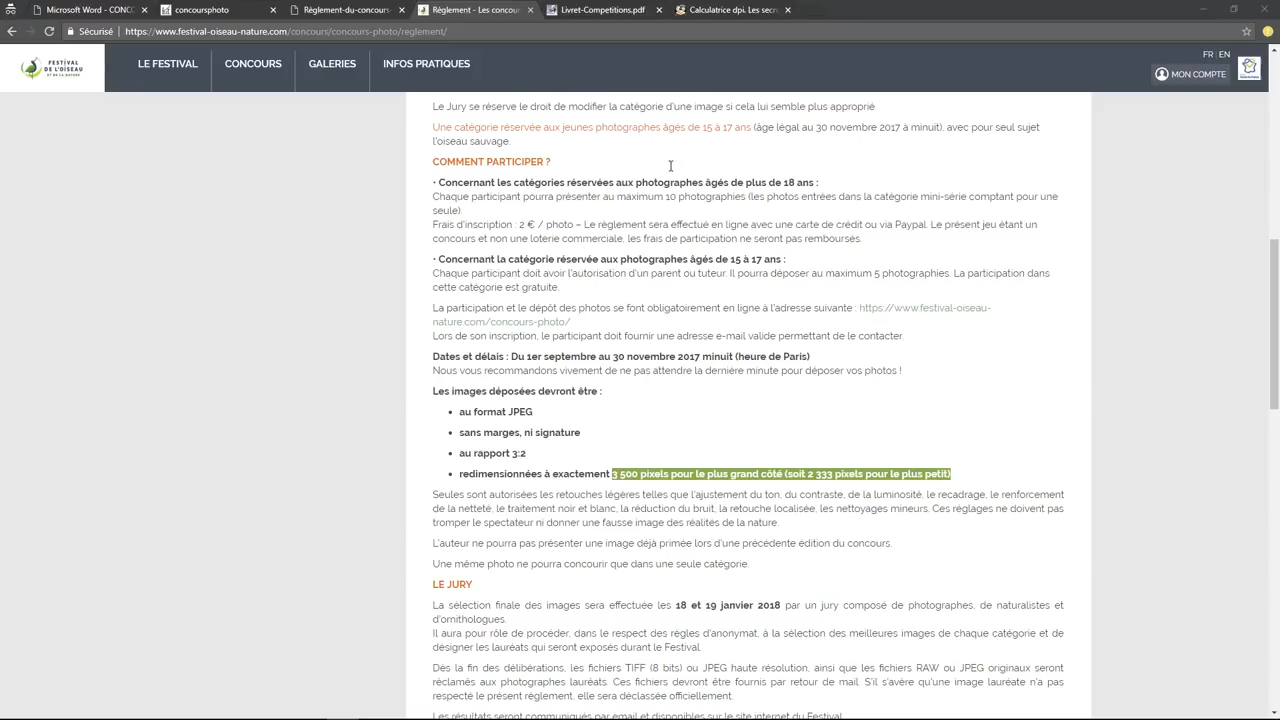 Microsoft Word - CONCC
concoursphoto
Règlement-du-concours-
Règlement - Les concour
Livret-Competitions.pdf
Calculatrice dpi. Les secr
Sécurisé
https://www.festival-oiseau-nature.com/concours/concours-photo/reglement/
FESTIVAL
DE L'OISEAU
ET DE LA NATURE
LE FESTIVAL
CONCOURS
GALERIES
INFOS PRATIQUES
FR EN
MON COMPTE
Le Jury se réserve le droit de modifier la catégorie d'une image si cela lui semble plus approprié.
Une catégorie réservée aux jeunes photographes âgés de 15 à 17 ans (âge légal au 30 novembre 2017 à minuit), avec pour seul sujet
l'oiseau sauvage.
COMMENT PARTICIPER ?
• Concernant les catégories réservées aux photographes âgés de plus de 18 ans :
Chaque participant pourra présenter au maximum 10 photographies (les photos entrées dans la catégorie mini-série comptant pour une
seule).
Frais d'inscription : 2 € / photo – Le règlement sera effectué en ligne avec une carte de crédit ou via Paypal. Le présent jeu étant un
concours et non une loterie commerciale, les frais de participation ne seront pas remboursés.
• Concernant la catégorie réservée aux photographes âgés de 15 à 17 ans :
Chaque participant doit avoir l'autorisation d'un parent ou tuteur. Il pourra déposer au maximum 5 photographies. La participation dans
cette catégorie est gratuite.
La participation et le dépôt des photos se font obligatoirement en ligne à l'adresse suivante : https://www.festival-oiseau-
nature.com/concours-photo/
Lors de son inscription, le participant doit fournir une adresse e-mail valide permettant de le contacter.
Dates et délais : Du 1er septembre au 30 novembre 2017 minuit (heure de Paris)
Nous vous recommandons vivement de ne pas attendre la dernière minute pour déposer vos photos !
Les images déposées devront être :
• au format JPEG
• sans marges, ni signature
• au rapport 3:2
• redimensionnées à exactement 3 500 pixels pour le plus grand côté (soit 2 333 pixels pour le plus petit)
Seules sont autorisées les retouches légères telles que l'ajustement du ton, du contraste, de la luminosité, le recadrage, le renforcement
de la netteté, le traitement noir et blanc, la réduction du bruit, la retouche localisée, les nettoyages mineurs. Ces réglages ne doivent pas
tromper le spectateur ni donner une fausse image des réalités de la nature.
L'auteur ne pourra pas présenter une image déjà primée lors d'une précédente édition du concours.
Une même photo ne pourra concourir que dans une seule catégorie.
LE JURY
La sélection finale des images sera effectuée les 18 et 19 janvier 2018 par un jury composé de photographes, de naturalistes et
d'ornithologues.
Il aura pour rôle de procéder, dans le respect des règles d'anonymat, à la sélection des meilleures images de chaque catégorie et de
désigner les lauréats qui seront exposés durant le Festival.
Dès la fin des délibérations, les fichiers TIFF (8 bits) ou JPEG haute résolution, ainsi que les fichiers RAW ou JPEG originaux seront
réclamés aux photographes lauréats. Ces fichiers devront être fournis par retour de mail. S'il s'avère qu'une image lauréate n'a pas
respecté le présent règlement, elle sera déclassée officiellement.
Les résultats seront communiqués par email et disponibles sur le site internet du Festival.